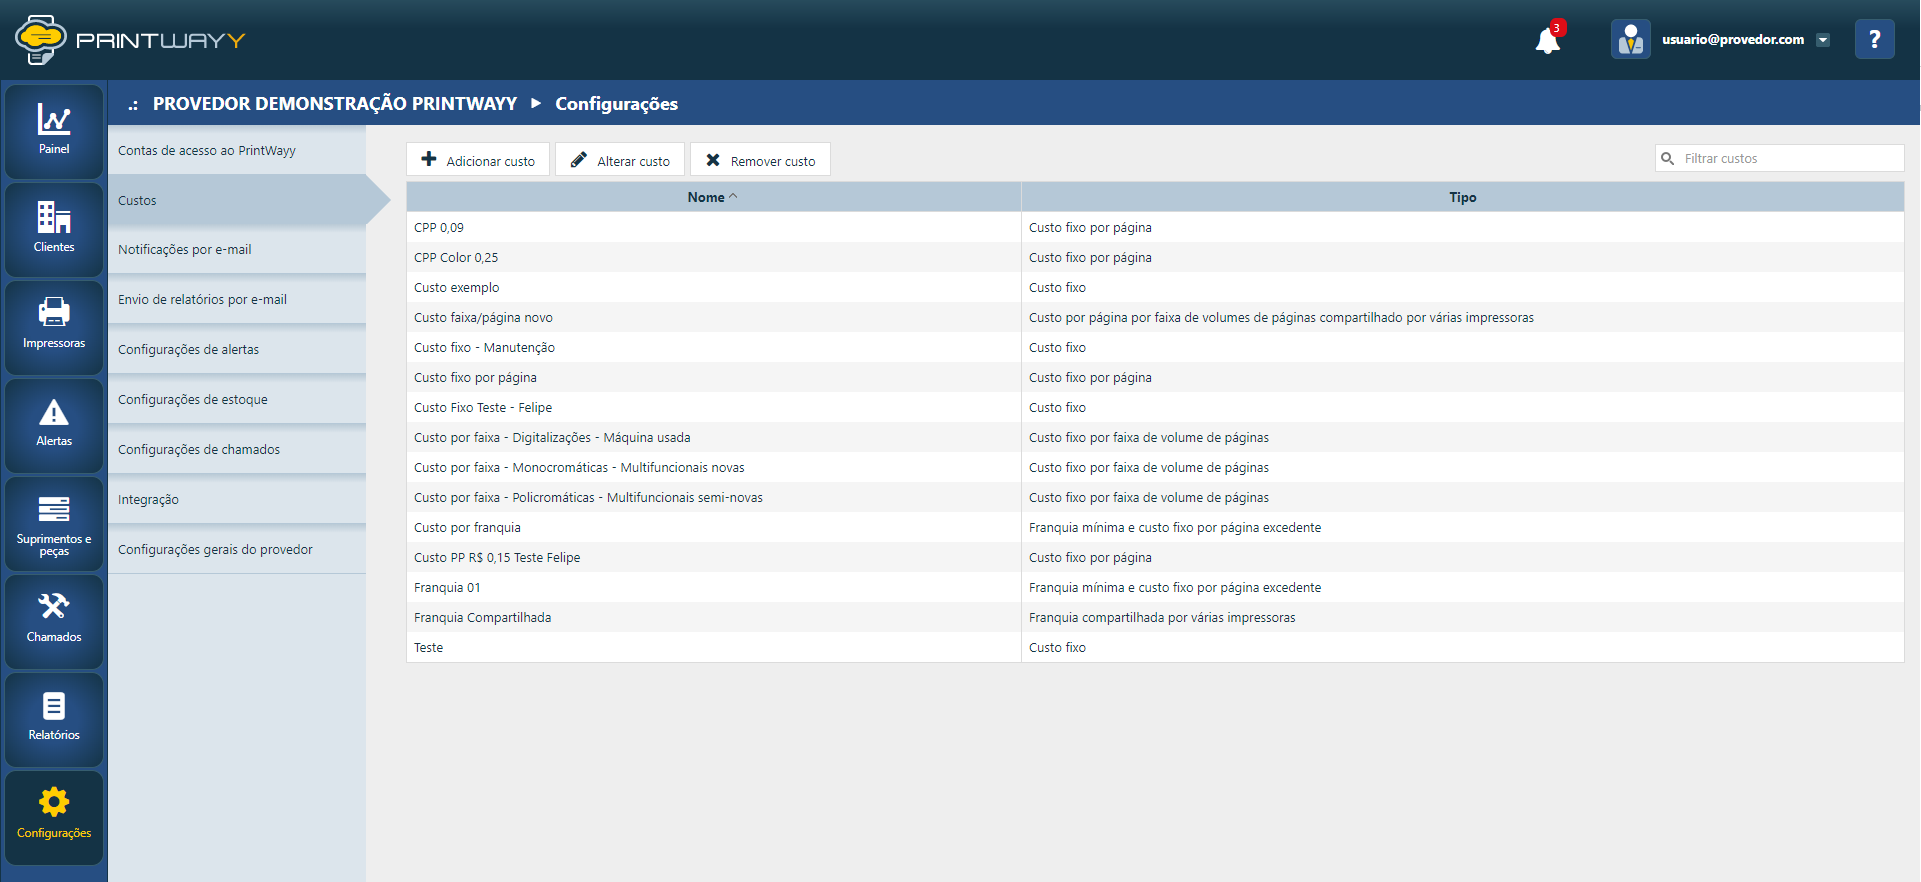 PRINTWAYY
3
usuario@provedor.com
?
.: PROVEDOR DEMONSTRAÇÃO PRINTWAYY ► Configurações
Painel
Clientes
Impressoras
Alertas
Suprimentos e
peças
Chamados
Relatórios
Configurações
Contas de acesso ao PrintWayy
Custos
Notificações por e-mail
Envio de relatórios por e-mail
Configurações de alertas
Configurações de estoque
Configurações de chamados
Integração
Configurações gerais do provedor
Adicionar custo
Alterar custo
Remover custo
Filtrar custos
Nome Tipo
CPP 0,09 Custo fixo por página
CPP Color 0,25 Custo fixo por página
Custo exemplo Custo fixo
Custo faixa/página novo Custo por página por faixa de volumes de páginas compartilhado por várias impressoras
Custo fixo - Manutenção Custo fixo
Custo fixo por página Custo fixo por página
Custo Fixo Teste - Felipe Custo fixo
Custo por faixa - Digitalizações - Máquina usada Custo fixo por faixa de volume de páginas
Custo por faixa - Monocromáticas - Multifuncionais novas Custo fixo por faixa de volume de páginas
Custo por faixa - Policromáticas - Multifuncionais semi-novas Custo fixo por faixa de volume de páginas
Custo por franquia Franquia mínima e custo fixo por página excedente
Custo PP R$ 0,15 Teste Felipe Custo fixo por página
Franquia 01 Franquia mínima e custo fixo por página excedente
Franquia Compartilhada Franquia compartilhada por várias impressoras
Teste Custo fixo